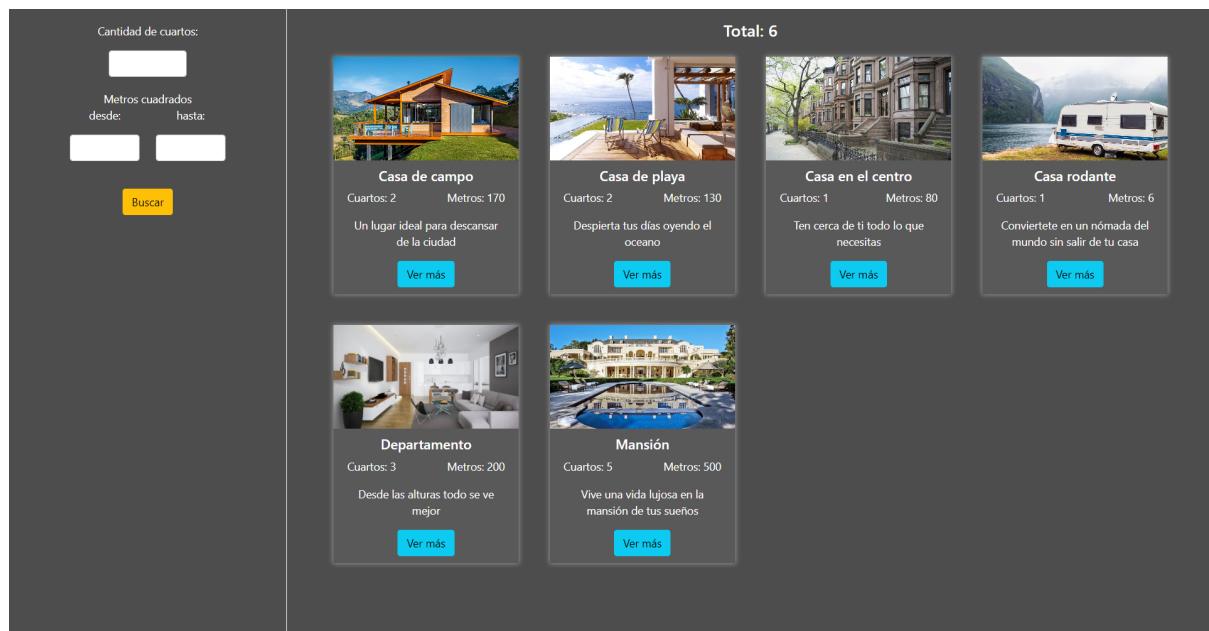 Cantidad de cuartos:
Metros cuadrados
desde: hasta:
Buscar
Total: 6
Casa de campo
Cuartos: 2 Metros: 170
Un lugar ideal para descansar
de la ciudad
Ver más
Casa de playa
Cuartos: 2 Metros: 130
Despierta tus días oyendo el
oceano
Ver más
Casa en el centro
Cuartos: 1 Metros: 80
Ten cerca de ti todo lo que
necesitas
Ver más
Casa rodante
Cuartos: 1 Metros: 6
Conviertete en un nómada del
mundo sin salir de tu casa
Ver más
Departamento
Cuartos: 3 Metros: 200
Desde las alturas todo se ve
mejor
Ver más
Mansión
Cuartos: 5 Metros: 500
Vive una vida lujosa en la
mansión de tus sueños
Ver más